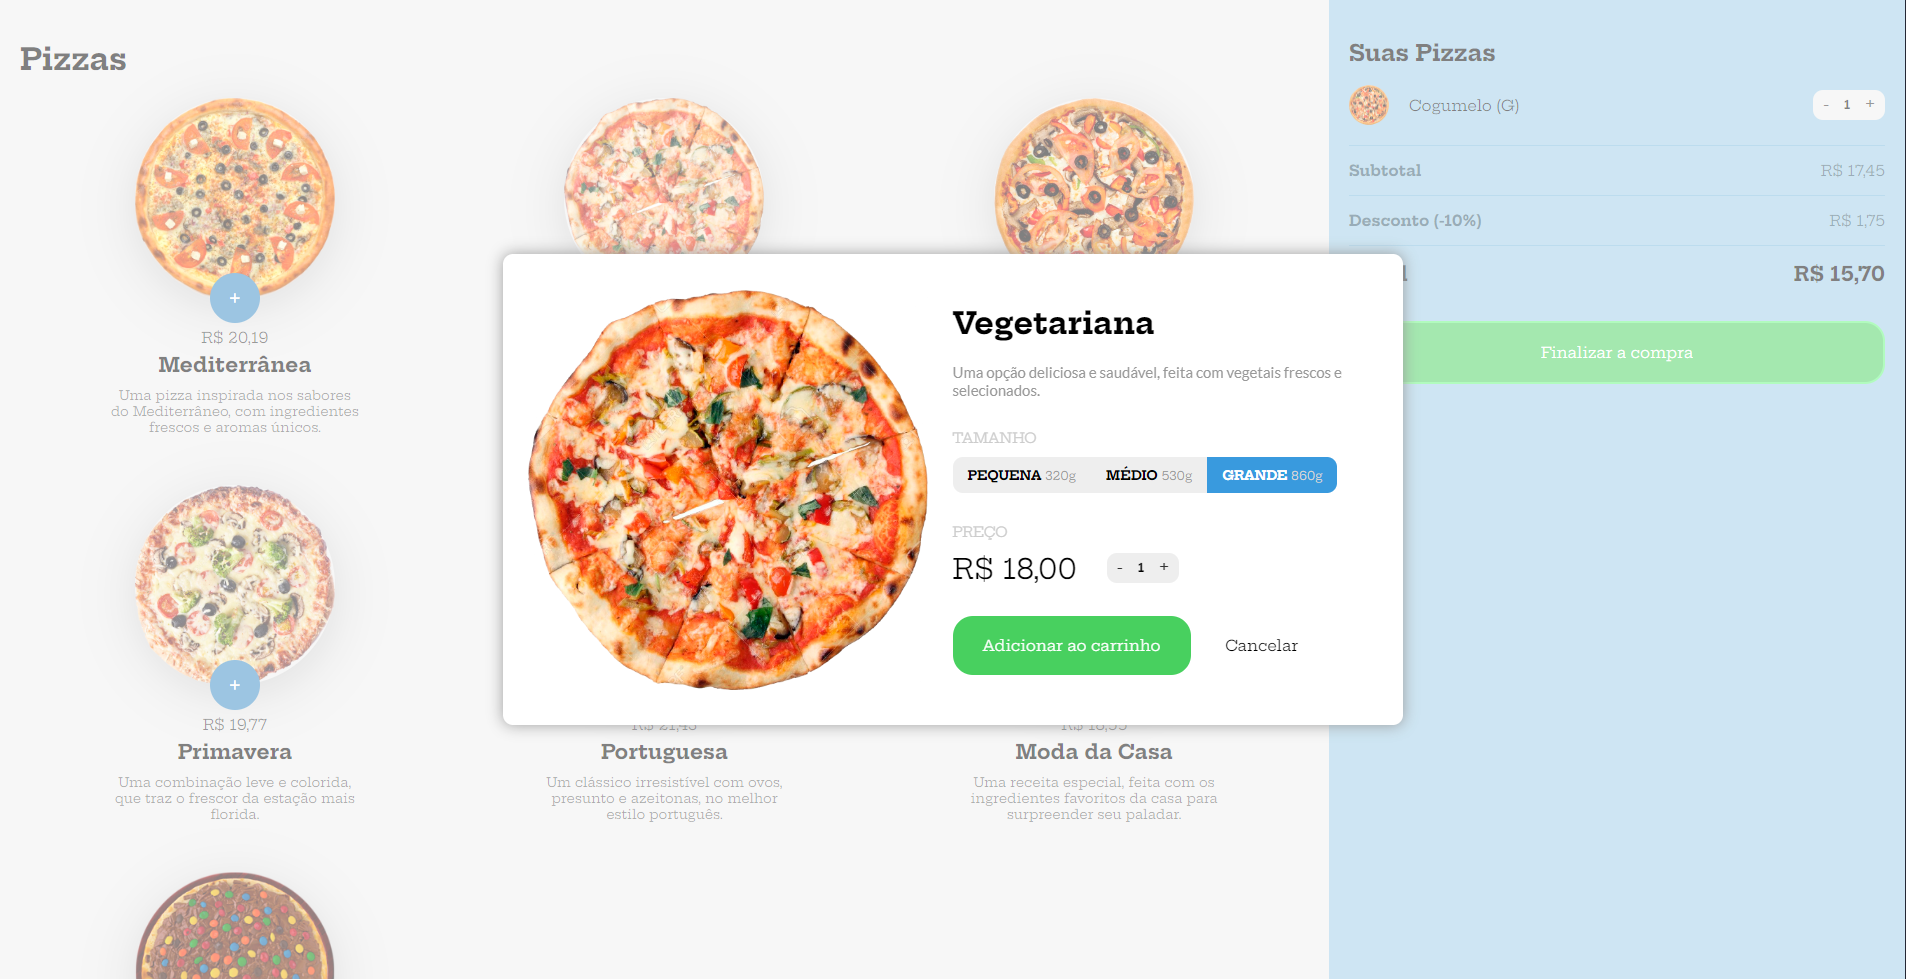 Pizzas
+
R$ 20,19
Mediterrânea
Uma pizza inspirada nos sabores
do Mediterrâneo, com ingredientes
frescos e aromas únicos.
+
R$ 19,77
Primavera
Uma combinação leve e colorida,
que traz o frescor da estação mais
florida.
Portuguesa
Um clássico irresistível com ovos,
presunto e azeitonas, no melhor
estilo português.
Moda da Casa
Uma receita especial, feita com os
ingredientes favoritos da casa para
surpreender seu paladar.
Vegetariana
Uma opção deliciosa e saudável, feita com vegetais frescos e
selecionados.
TAMANHO
PEQUENA 320g MÉDIO 530g GRANDE 860g
PREÇO
R$ 18,00 - 1 +
Adicionar ao carrinho Cancelar
Suas Pizzas
Cogumelo (G) - 1 +
Subtotal R$ 17,45
Desconto (-10%) R$ 1,75
R$ 15,70
Finalizar a compra